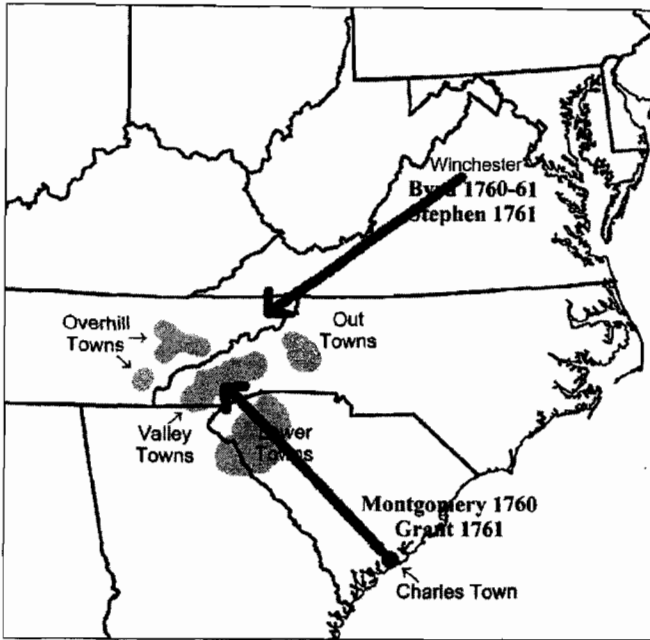 Winchester
Byrd 1760-61
Stephen 1761
Overhill
Towns
Out
Towns
Valley
Towns
Lower
Towns
Montgomery 1760
Grant 1761
Charles Town